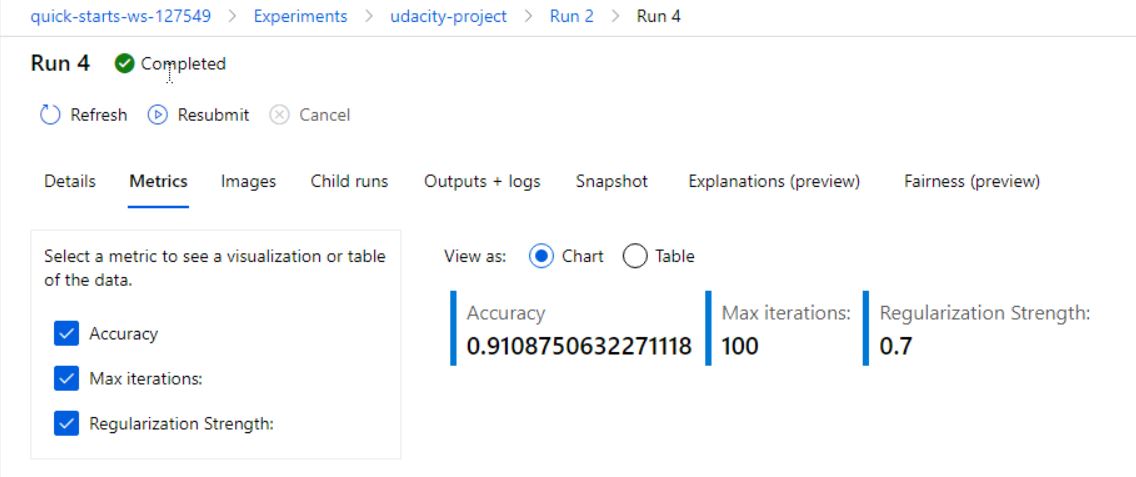 quick-starts-ws-127549 > Experiments > udacity-project > Run 2 > Run 4
Run 4 Completed
Refresh Resubmit Cancel
Details Metrics Images Child runs Outputs + logs Snapshot Explanations (preview) Fairness (preview)
Select a metric to see a visualization or table
of the data.
Accuracy
Max iterations:
Regularization Strength:
View as: Chart Table
Accuracy
0.9108750632271118
Max iterations:
100
Regularization Strength:
0.7